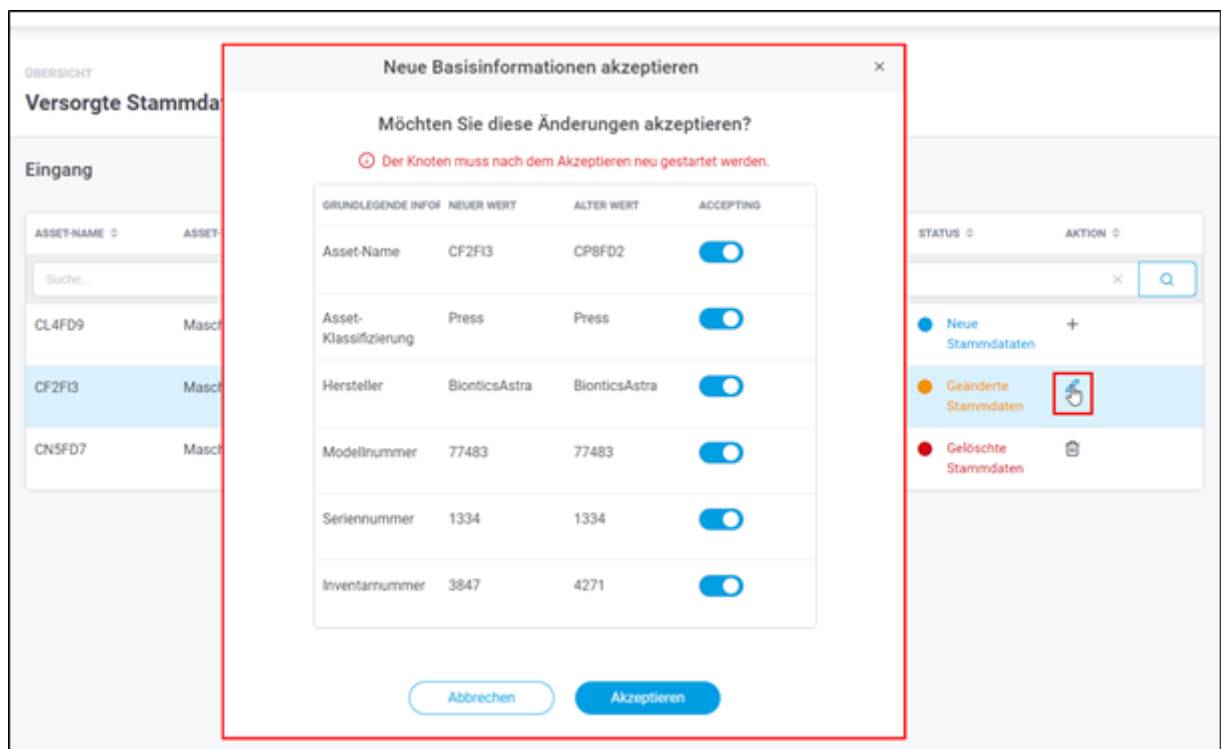 Neue Basisinformationen akzeptieren
ÜBERSICHT
Versorgte Stammda
Möchten Sie diese Änderungen akzeptieren?
Der Knoten muss nach dem Akzeptieren neu gestartet werden.
Eingang
GRUNDLEGENDE INFOR NEUER WERT ALTER WERT ACCEPTING
ASSET-NAME ASSET- STATUS AKTION
Asset-Name CF2FI3 CP8FD2
Suche...
CL4FD9 Masch Neue
Stammdataten
Asset-
Klassifizierung Press Press
CF2FI3 Masch Geänderte
Stammdaten
Hersteller BionticsAstra BionticsAstra
CN5FD7 Masch Gelöschte
Stammdaten
Modellnummer 77483 77483
Seriennummer 1334 1334
Inventarnummer 3847 4271
Abbrechen Akzeptieren